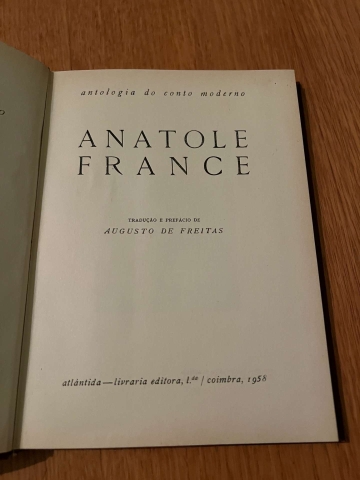 antologia do conto moderno
ANATOLE
FRANCE
TRADUÇÃO E PREFÁCIO DE
AUGUSTO DE FREITAS
atlântida—livraria editora, l.da / coimbra, 1958